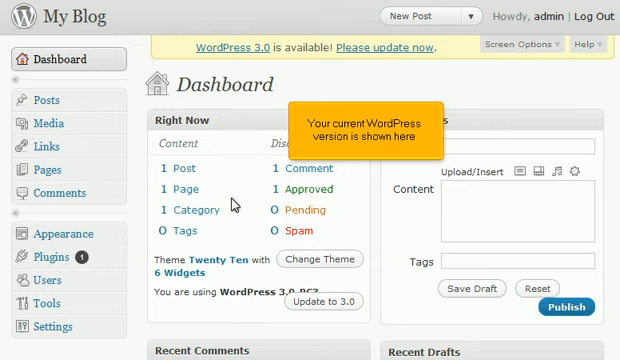 My Blog
New Post
Howdy, admin | Log Out
WordPress 3.0 is available! Please update now.
Screen Options
Help
Dashboard
Posts
Media
Links
Pages
Comments
Appearance
Plugins 1
Users
Tools
Settings
Dashboard
Right Now
Content
1 Post
1 Page
1 Category
0 Tags
1 Comment
1 Approved
0 Pending
0 Spam
Theme Twenty Ten with
6 Widgets
Change Theme
You are using WordPress 3.0-RC3.
Update to 3.0
Your current WordPress
version is shown here
Upload/Insert
Content
Tags
Save Draft
Reset
Publish
Recent Comments
Recent Drafts